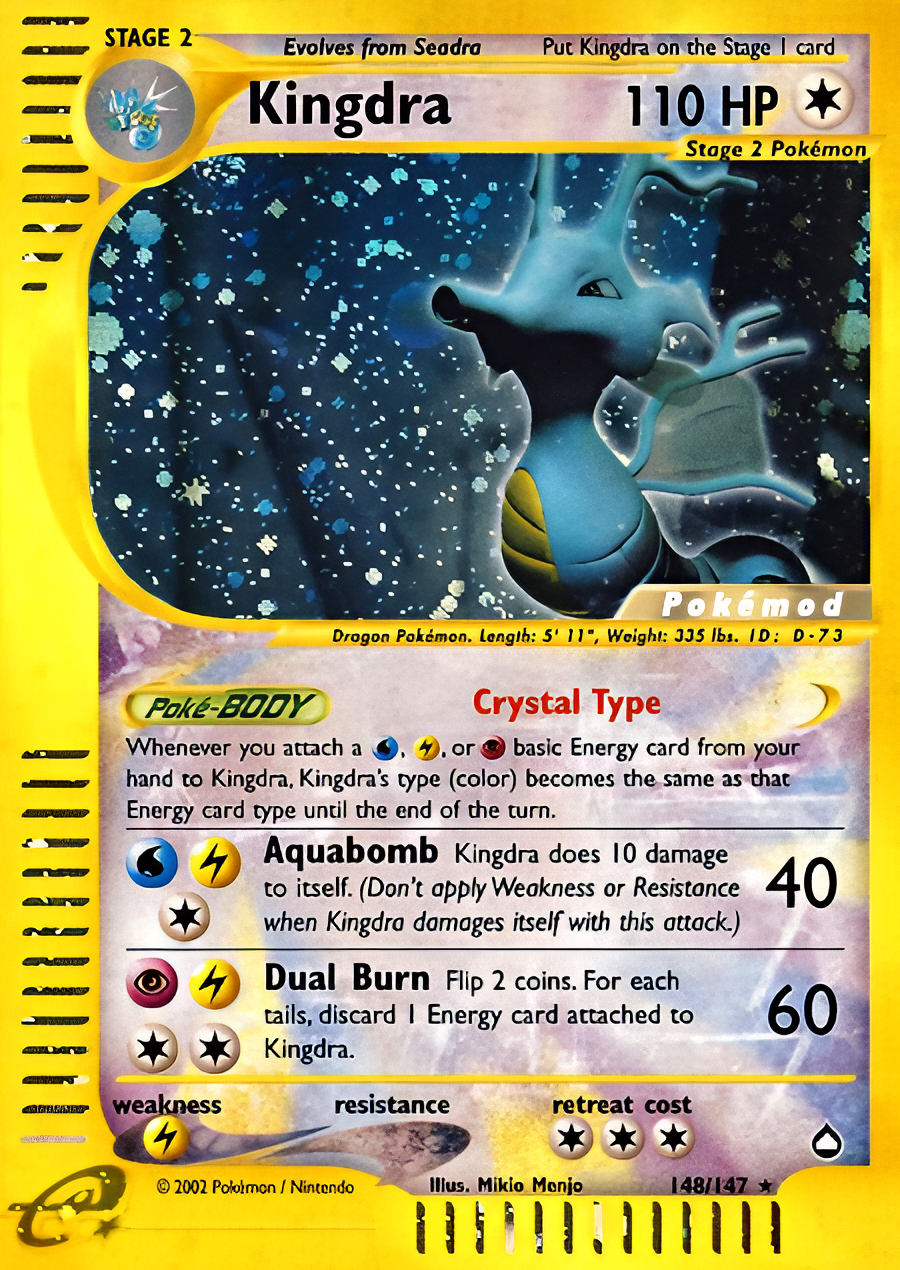 STAGE 2
Evolves from Seadra
Put Kingdra on the Stage 1 card
Kingdra
110 HP
Stage 2 Pokémon
Pokémod
Dragon Pokémon. Length: 5' 11", Weight: 335 lbs. ID: D-73
Poké-BODY
Crystal Type
Whenever you attach a , , or basic Energy card from your
hand to Kingdra, Kingdra's type (color) becomes the same as that
Energy card type until the end of the turn.
Aquabomb Kingdra does 10 damage
to itself. (Don't apply Weakness or Resistance
when Kingdra damages itself with this attack.)
40
Dual Burn Flip 2 coins. For each
tails, discard 1 Energy card attached to
Kingdra.
60
weakness
resistance
retreat cost
© 2002 Pokémon / Nintendo
Illus. Mikio Menjo
148/147 ★
e